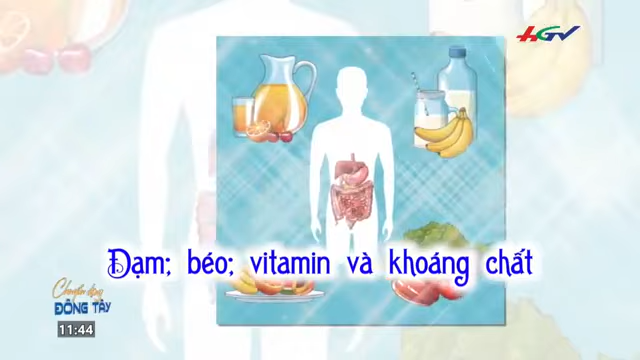 HGV
Đạm; béo; vitamin và khoáng chất
Chuyển động
ĐÔNG TÂY
11:44